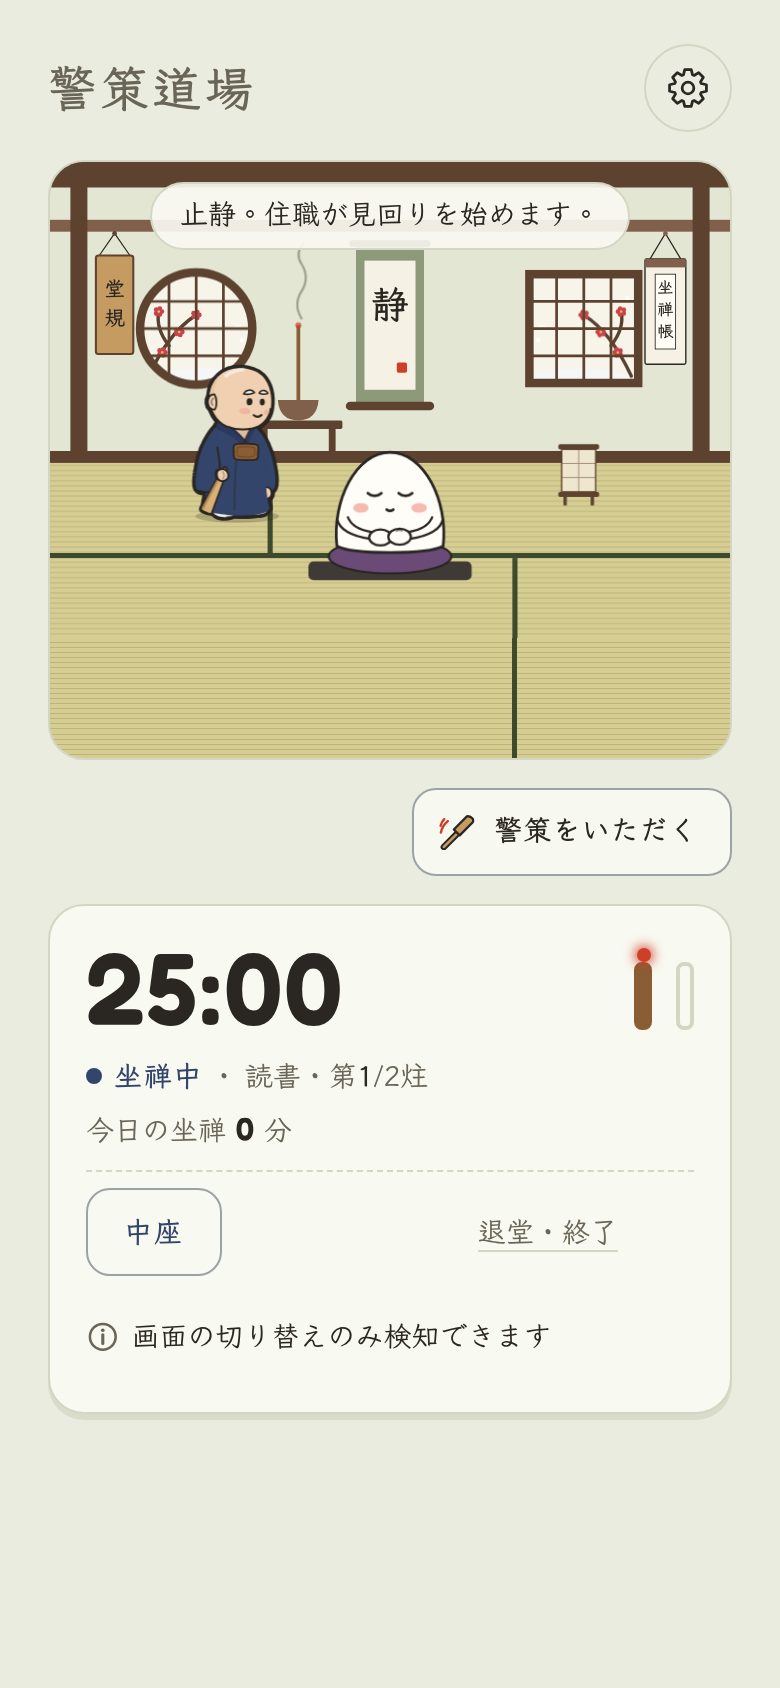 警策道場
止静。住職が見回りを始めます。
堂規
静
坐禅帳
警策をいただく
25:00
坐禅中 ・ 読書・第1/2炷
今日の坐禅 0 分
中座
退堂・終了
画面の切り替えのみ検知できます